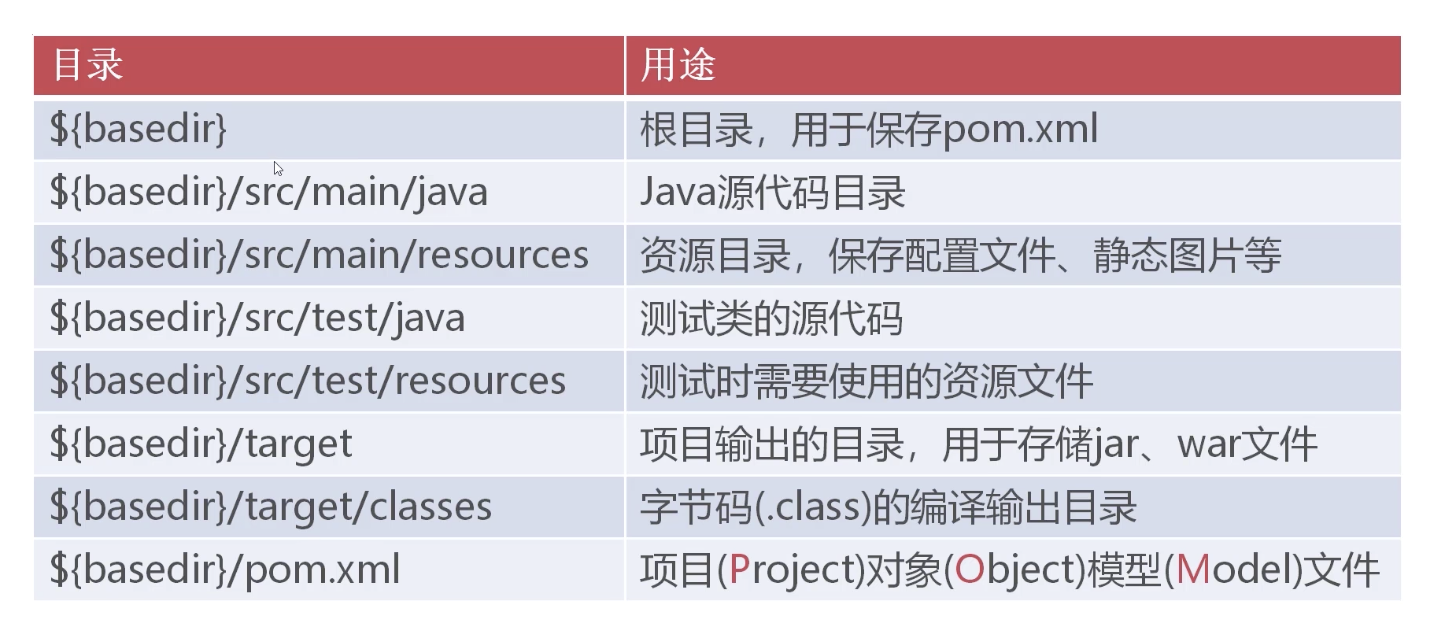 目录 用途
${basedir} 根目录，用于保存pom.xml
${basedir}/src/main/java Java源代码目录
${basedir}/src/main/resources 资源目录，保存配置文件、静态图片等
${basedir}/src/test/java 测试类的源代码
${basedir}/src/test/resources 测试时需要使用的资源文件
${basedir}/target 项目输出的目录，用于存储jar、war文件
${basedir}/target/classes 字节码(.class)的编译输出目录
${basedir}/pom.xml 项目(Project)对象(Object)模型(Model)文件